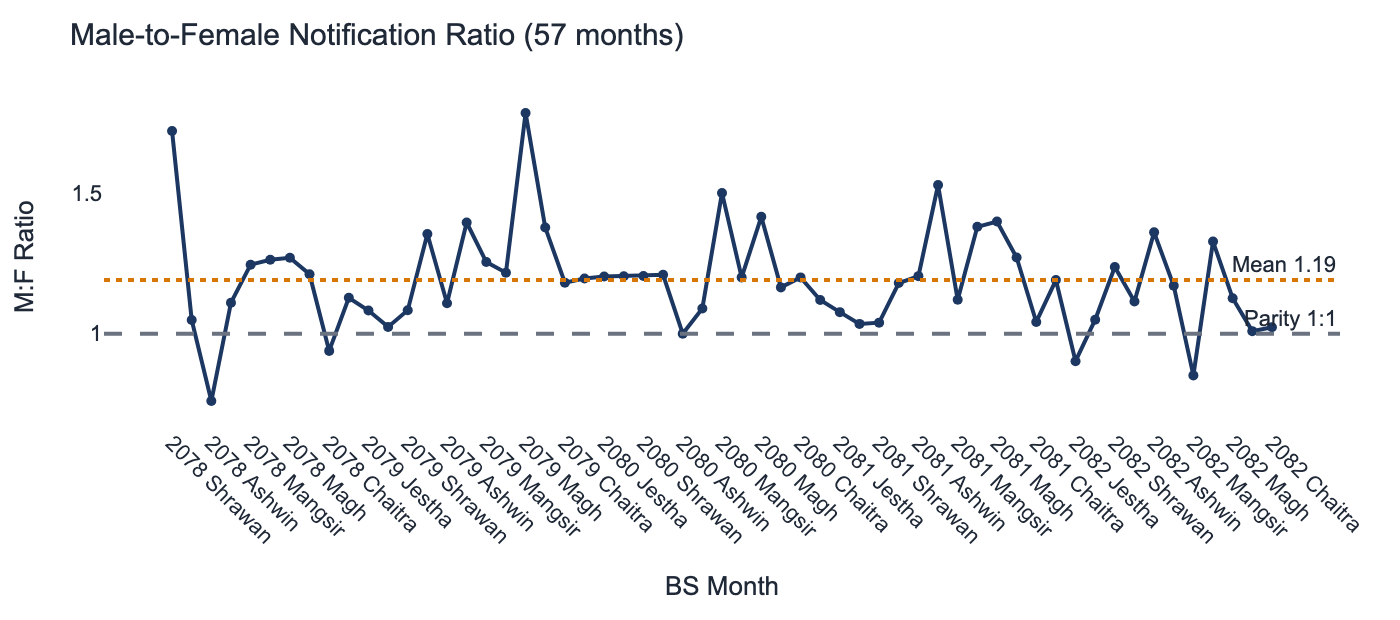 Male-to-Female Notification Ratio (57 months)
M:F Ratio
1.5
1
Mean 1.19
Parity 1:1
2078 Shrawan
2078 Ashwin
2078 Mangsir
2078 Magh
2078 Chaitra
2079 Jestha
2079 Shrawan
2079 Ashwin
2079 Mangsir
2079 Magh
2079 Chaitra
2080 Jestha
2080 Shrawan
2080 Ashwin
2080 Mangsir
2080 Magh
2080 Chaitra
2081 Jestha
2081 Shrawan
2081 Ashwin
2081 Mangsir
2081 Magh
2081 Chaitra
2082 Jestha
2082 Shrawan
2082 Ashwin
2082 Mangsir
2082 Magh
2082 Chaitra
BS Month